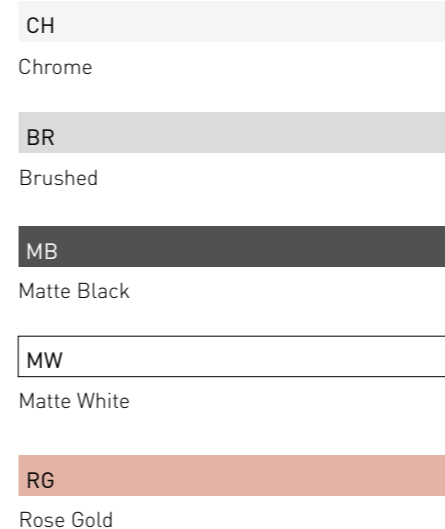 CH
Chrome
BR
Brushed
MB
Matte Black
MW
Matte White
RG
Rose Gold